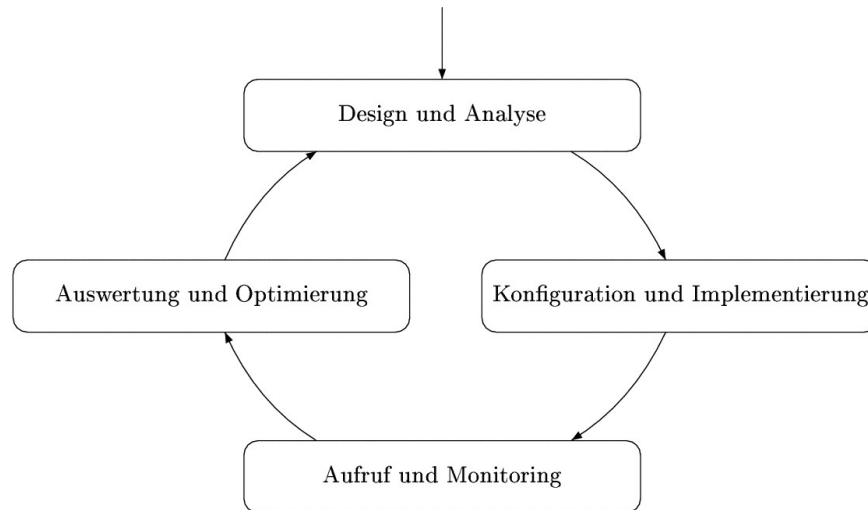 Design und Analyse
Auswertung und Optimierung
Konfiguration und Implementierung
Aufruf und Monitoring